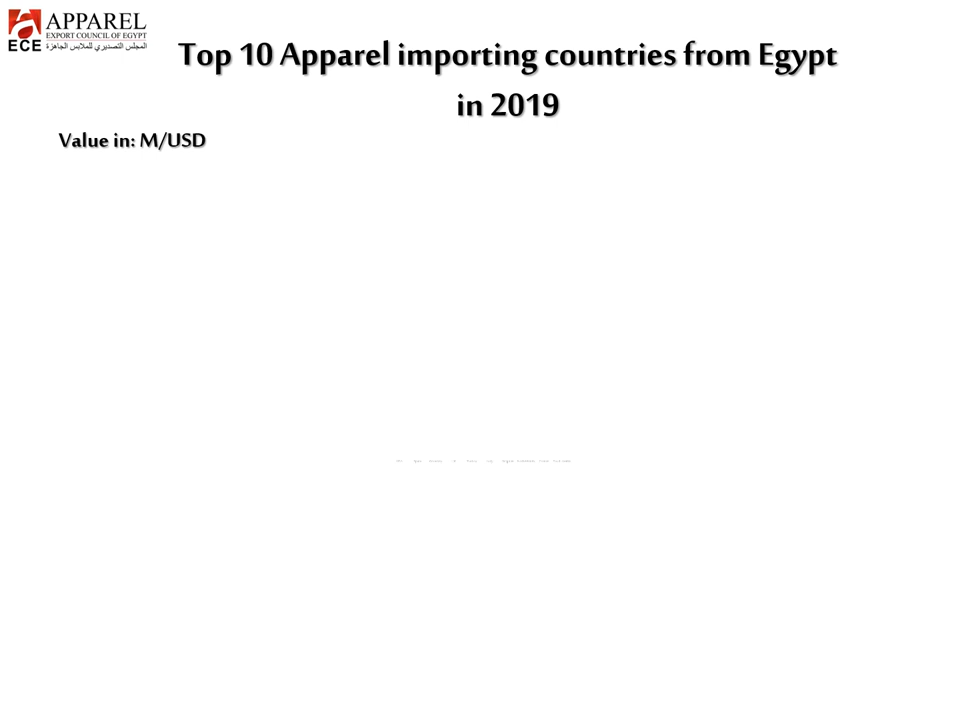 APPAREL
EXPORT COUNCIL OF EGYPT
ECE المجلس التصديري للملابس الجاهزة
Top 10 Apparel importing countries from Egypt
in 2019
Value in: M/USD